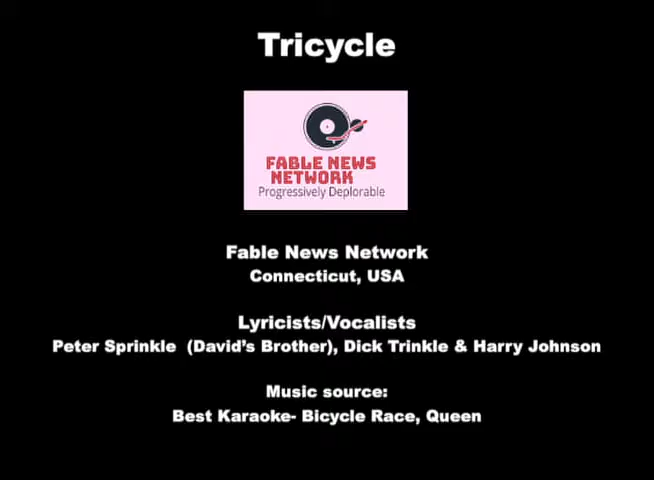 Tricycle
FABLE NEWS
NETWORK
Progressively Deplorable
Fable News Network
Connecticut, USA
Lyricists/Vocalists
Peter Sprinkle  (David's Brother), Dick Trinkle & Harry Johnson
Music source:
Best Karaoke- Bicycle Race, Queen